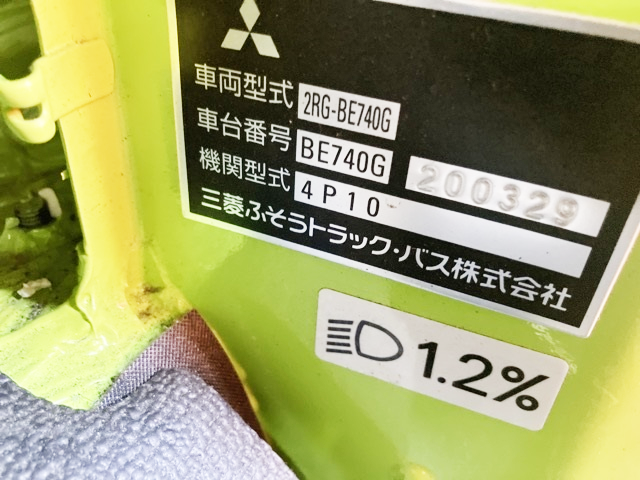 車両型式 2RG-BE740G
車台番号 BE740G 200329
機関型式 4P10
三菱ふそうトラック・バス株式会社
1.2%